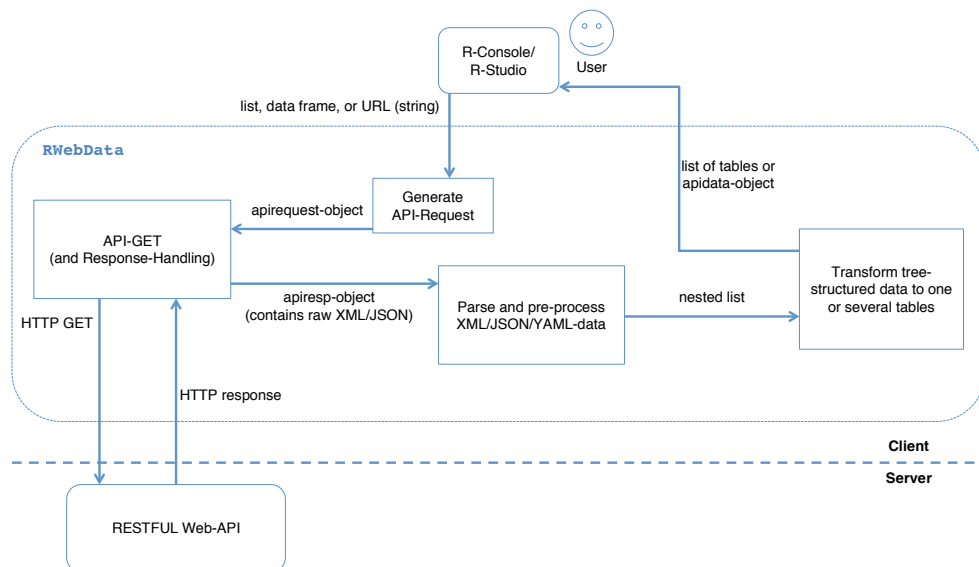 R-Console/
R-Studio
User
list, data frame, or URL (string)
RWebData
list of tables or
apidata-object
Generate
API-Request
apirequest-object
API-GET
(and Response-Handling)
apiresp-object
(contains raw XML/JSON)
Parse and pre-process
XML/JSON/YAML-data
nested list
Transform tree-
structured data to one
or several tables
HTTP GET
HTTP response
Client
Server
RESTFUL Web-API